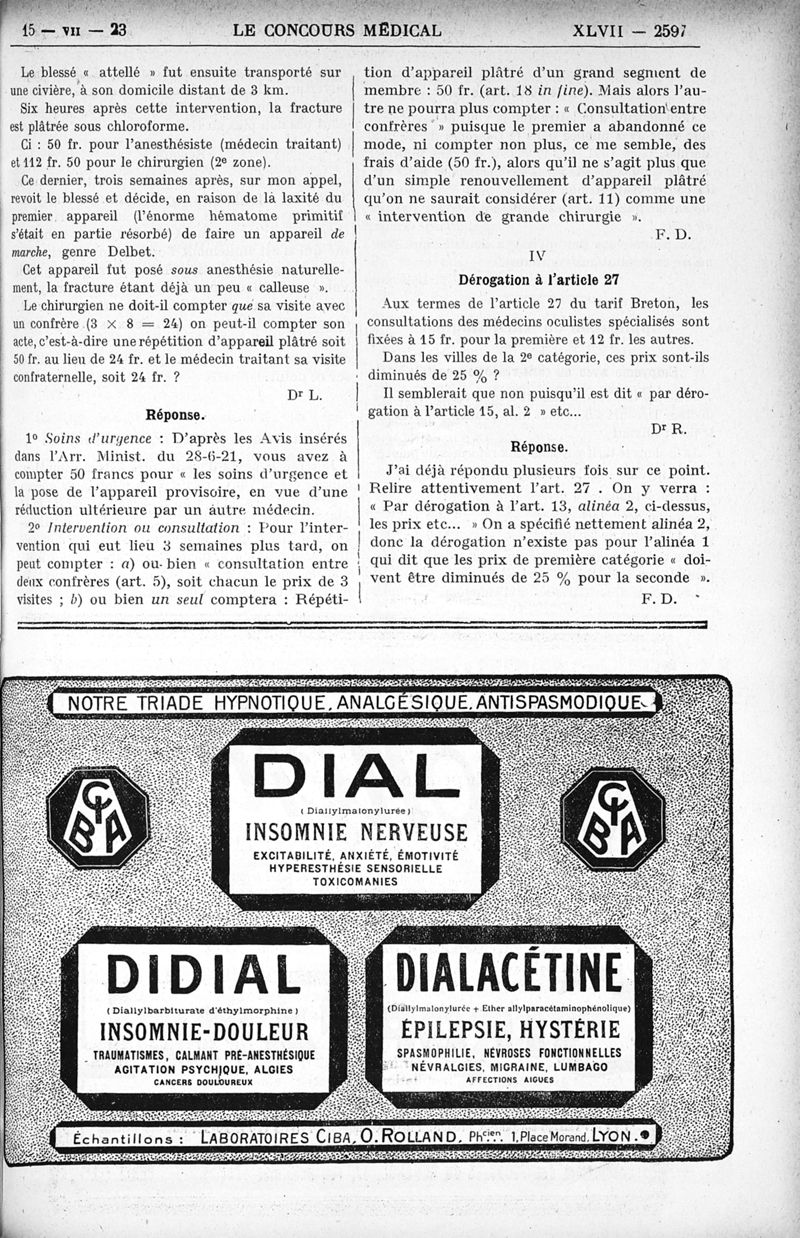 15 — VII — 23
LE CONCOURS MÉDICAL
XLVII — 2597
Le blessé « attellé » fut ensuite transporté sur
une civière, à son domicile distant de 3 km.
Six heures après cette intervention, la fracture
est plâtrée sous chloroforme.
Ci : 50 fr. pour l'anesthésiste (médecin traitant)
et 112 fr. 50 pour le chirurgien (2e zone).
Ce dernier, trois semaines après, sur mon appel,
revoit le blessé et décide, en raison de la laxité du
premier appareil (l'énorme hématome primitif
s'était en partie résorbé) de faire un appareil de
marche, genre Delbet.
Cet appareil fut posé sous anesthésie naturelle-
ment, la fracture étant déjà un peu « calleuse ».
Le chirurgien ne doit-il compter que sa visite avec
un confrère (3 × 8 = 24) on peut-il compter son
acte, c'est-à-dire une répétition d'appareil plâtré soit
50 fr. au lieu de 24 fr. et le médecin traitant sa visite
confraternelle, soit 24 fr. ?
Dr L.
Réponse.
1º Soins d'urgence : D'après les Avis insérés
dans l'Arr. Minist. du 28-6-21, vous avez à
compter 50 francs pour « les soins d'urgence et
la pose de l'appareil provisoire, en vue d'une
réduction ultérieure par un autre médecin.
2º Intervention ou consultation : Pour l'inter-
vention qui eut lieu 3 semaines plus tard, on
peut compter : a) ou bien « consultation entre
deux confrères (art. 5), soit chacun le prix de 3
visites ; b) ou bien un seul comptera : Répéti-
tion d'appareil plâtré d'un grand segment de
membre : 50 fr. (art. 18 in fine). Mais alors l'au-
tre ne pourra plus compter : « Consultation entre
confrères » puisque le premier a abandonné ce
mode, ni compter non plus, ce me semble, des
frais d'aide (50 fr.), alors qu'il ne s'agit plus que
d'un simple renouvellement d'appareil plâtré
qu'on ne saurait considérer (art. 11) comme une
« intervention de grande chirurgie ».
F. D.
IV
Dérogation à l'article 27
Aux termes de l'article 27 du tarif Breton, les
consultations des médecins oculistes spécialisés sont
fixées à 15 fr. pour la première et 12 fr. les autres.
Dans les villes de la 2e catégorie, ces prix sont-ils
diminués de 25 % ?
Il semblerait que non puisqu'il est dit « par déro-
gation à l'article 15, al. 2 » etc...
Dr R.
Réponse.
J'ai déjà répondu plusieurs fois sur ce point.
Relire attentivement l'art. 27 . On y verra :
« Par dérogation à l'art. 13, alinéa 2, ci-dessus,
les prix etc... » On a spécifié nettement alinéa 2,
donc la dérogation n'existe pas pour l'alinéa 1
qui dit que les prix de première catégorie « doi-
vent être diminués de 25 % pour la seconde ».
F. D.
NOTRE TRIADE HYPNOTIQUE, ANALGÉSIQUE, ANTISPASMODIQUE
CIBA
DIAL
(Diallylmalonylurée)
INSOMNIE NERVEUSE
EXCITABILITÉ, ANXIÉTÉ, ÉMOTIVITÉ
HYPERESTHÉSIE SENSORIELLE
TOXICOMANIES
CIBA
DIDIAL
(Diallylbarbiturate d'éthylmorphine)
INSOMNIE-DOULEUR
TRAUMATISMES, CALMANT PRÉ-ANESTHÉSIQUE
AGITATION PSYCHIQUE, ALGIES
CANCERS DOULOUREUX
DIALACÉTINE
(Diallylmalonylurée + Ether allylparacétaminophénolique)
ÉPILEPSIE, HYSTÉRIE
SPASMOPHILIE, NÉVROSES FONCTIONNELLES
NÉVRALGIES, MIGRAINE, LUMBAGO
AFFECTIONS AIGUES
Échantillons : LABORATOIRES CIBA, O. ROLLAND, Phcien, 1, Place Morand, LYON.